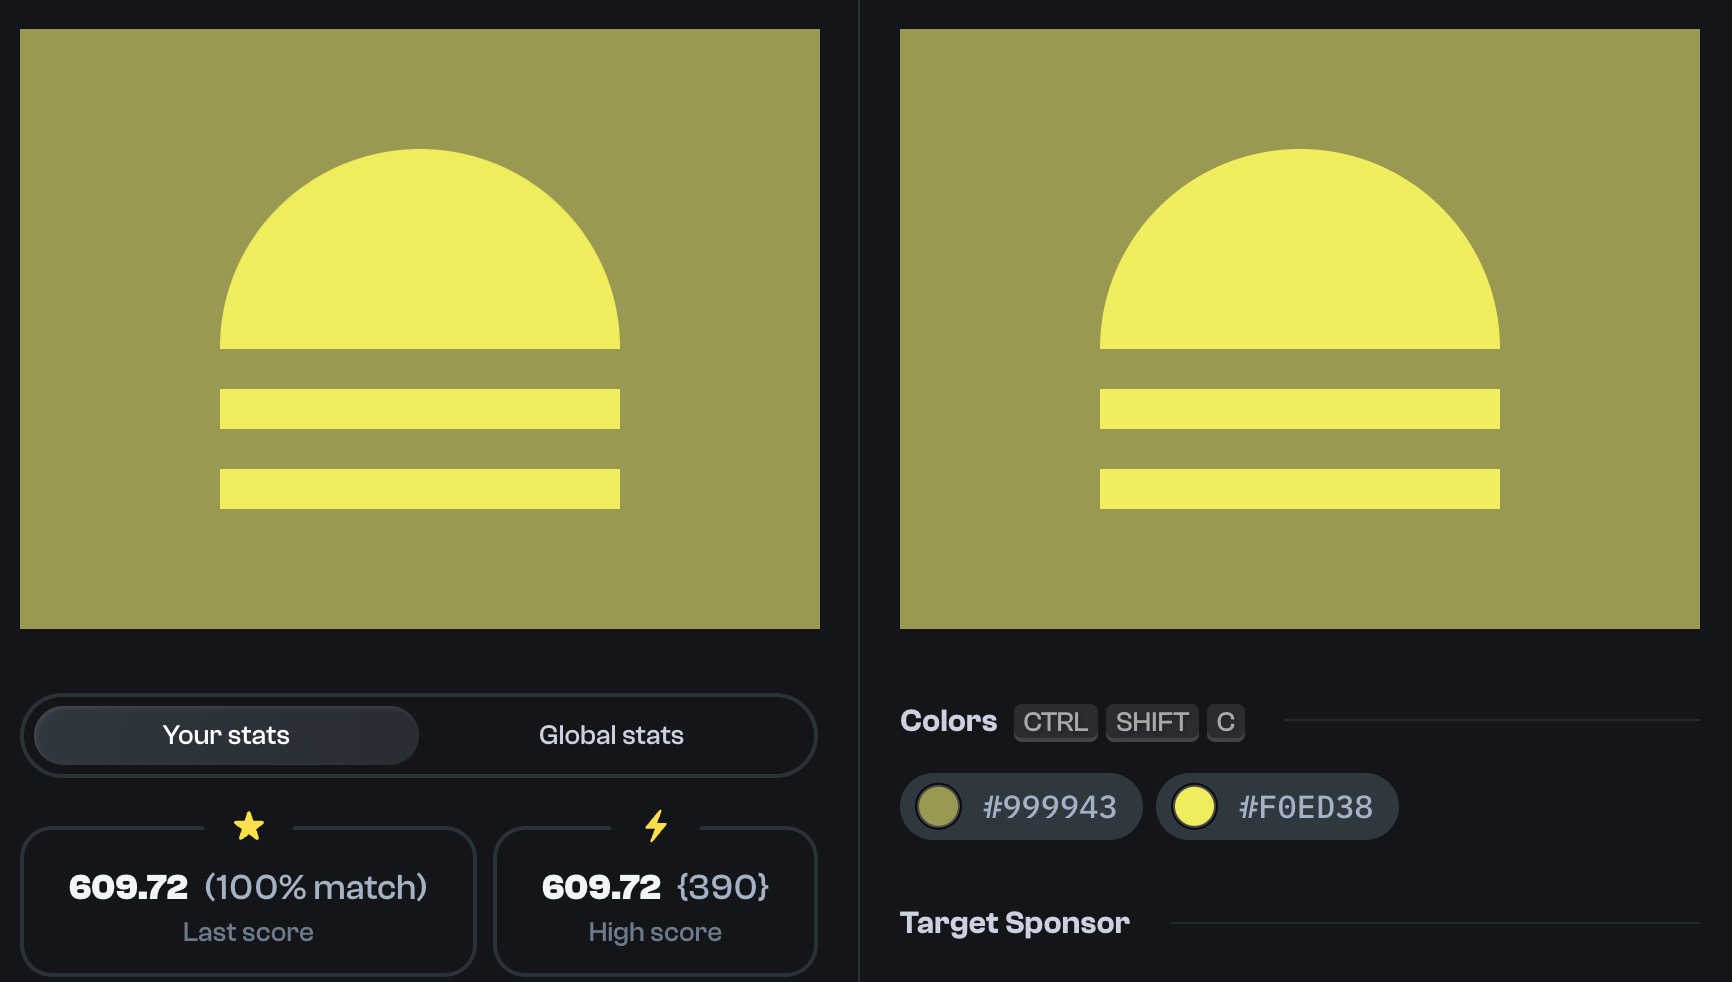 Your stats
Global stats
609.72 (100% match)
Last score
609.72 {390}
High score
Colors CTRL SHIFT C
#999943
#F0ED38
Target Sponsor